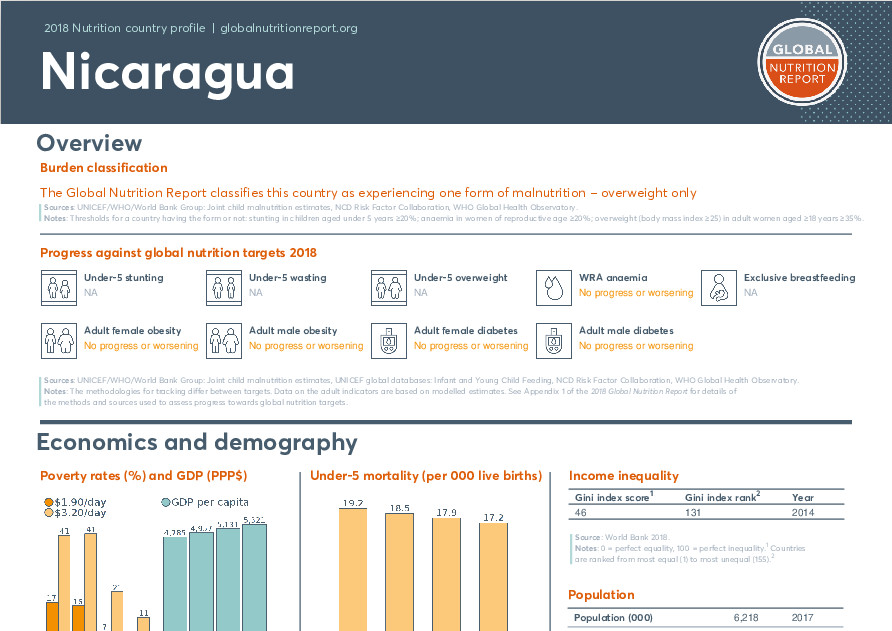 2018 Nutrition country profile | globalnutritionreport.org
Nicaragua
GLOBAL
NUTRITION
REPORT
Overview
Burden classification
The Global Nutrition Report classifies this country as experiencing one form of malnutrition – overweight only
Sources: UNICEF/WHO/World Bank Group: Joint child malnutrition estimates, NCD Risk Factor Collaboration, WHO Global Health Observatory.
Notes: Thresholds for a country having the form or not: stunting in children aged under 5 years ≥20%; anaemia in women of reproductive age ≥20%; overweight (body mass index ≥25) in adult women aged ≥18 years ≥35%.
Progress against global nutrition targets 2018
Under-5 stunting
NA
Under-5 wasting
NA
Under-5 overweight
NA
WRA anaemia
No progress or worsening
Exclusive breastfeeding
NA
Adult female obesity
No progress or worsening
Adult male obesity
No progress or worsening
Adult female diabetes
No progress or worsening
Adult male diabetes
No progress or worsening
Sources: UNICEF/WHO/World Bank Group: Joint child malnutrition estimates, UNICEF global databases: Infant and Young Child Feeding, NCD Risk Factor Collaboration, WHO Global Health Observatory.
Notes: The methodologies for tracking differ between targets. Data on the adult indicators are based on modelled estimates. See Appendix 1 of the 2018 Global Nutrition Report for details of
the methods and sources used to assess progress towards global nutrition targets.
Economics and demography
Poverty rates (%) and GDP (PPP$)
$1.90/day
$3.20/day
GDP per capita
41 41 21 11
17 15 7
4,785 4,927 5,131 5,321
Under-5 mortality (per 000 live births)
19.2 18.5 17.9 17.2
Income inequality
Gini index score1 Gini index rank2 Year
46 131 2014
Source: World Bank 2018.
Notes: 0 = perfect equality, 100 = perfect inequality.1 Countries
are ranked from most equal (1) to most unequal (155).2
Population
Population (000) 6,218 2017